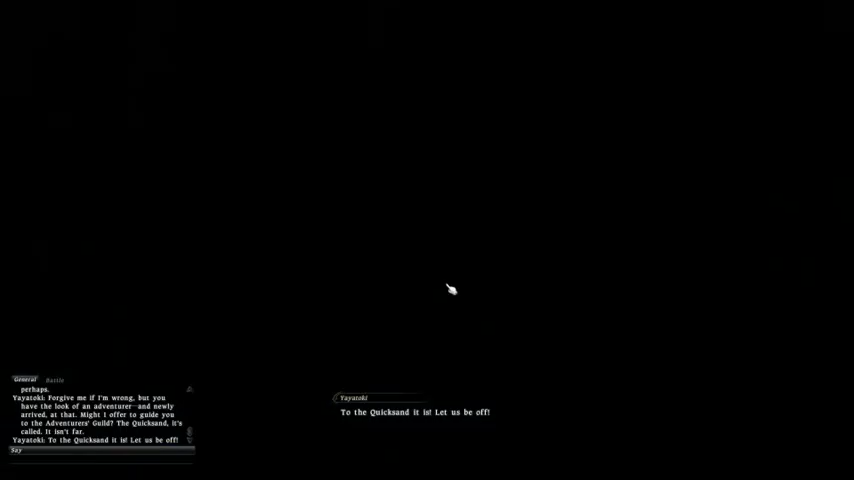 General Battle
perhaps.
Yayatoki: Forgive me if I'm wrong, but you
have the look of an adventurer—and newly
arrived, at that. Might I offer to guide you
to the Adventurers' Guild? The Quicksand, it's
called. It isn't far.
Yayatoki: To the Quicksand it is! Let us be off!
Say
Yayatoki
To the Quicksand it is! Let us be off!